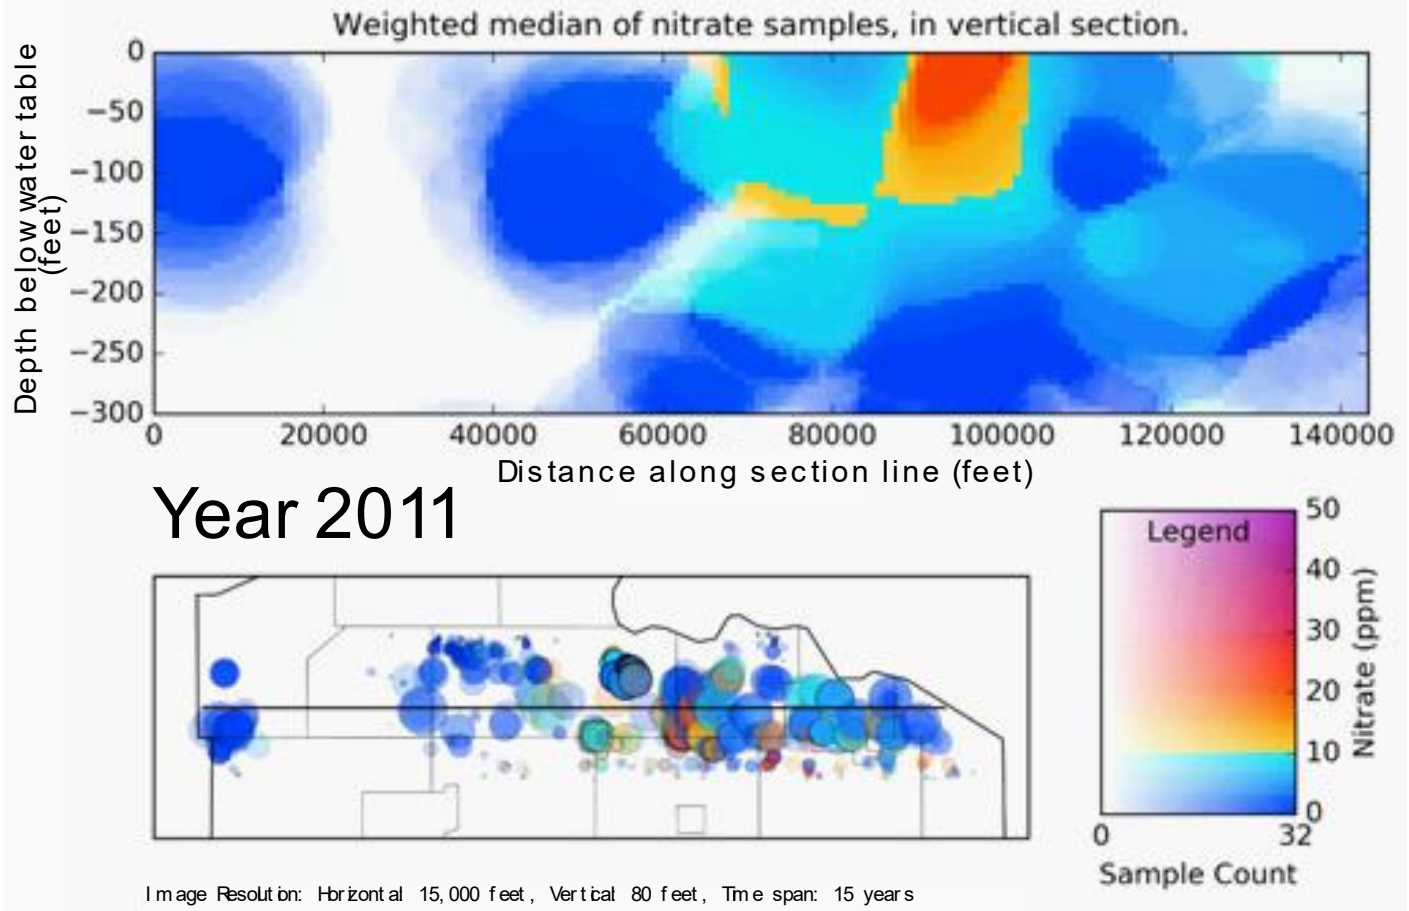 Weighted median of nitrate samples, in vertical section.
Depth below water table
(feet)
0
−50
−100
−150
−200
−250
−300
0 20000 40000 60000 80000 100000 120000 140000
Distance along section line (feet)
Year 2011
Legend
50
40
30
20
10
0
Nitrate (ppm)
0 32
Sample Count
Image Resolution: Horizontal 15,000 feet, Vertical 80 feet, Time span: 15 years